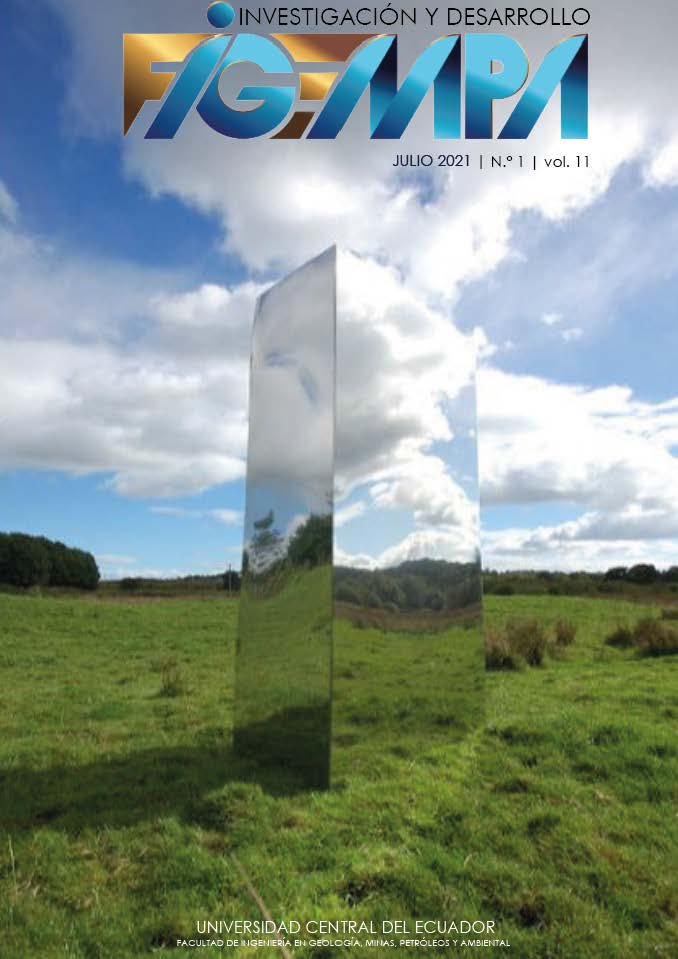 INVESTIGACIÓN Y DESARROLLO
FIGEMPA
JULIO 2021 | N.º 1 | vol. 11
UNIVERSIDAD CENTRAL DEL ECUADOR
FACULTAD DE INGENIERÍA EN GEOLOGÍA, MINAS, PETRÓLEOS Y AMBIENTAL